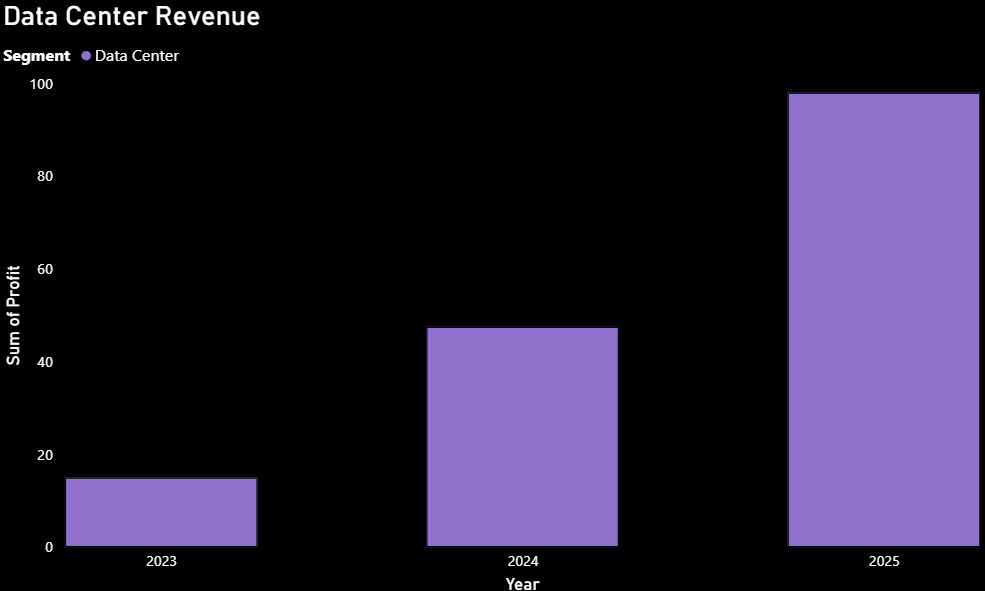 Data Center Revenue
Segment Data Center
100
80
60
40
20
0
Sum of Profit
2023 2024 2025
Year